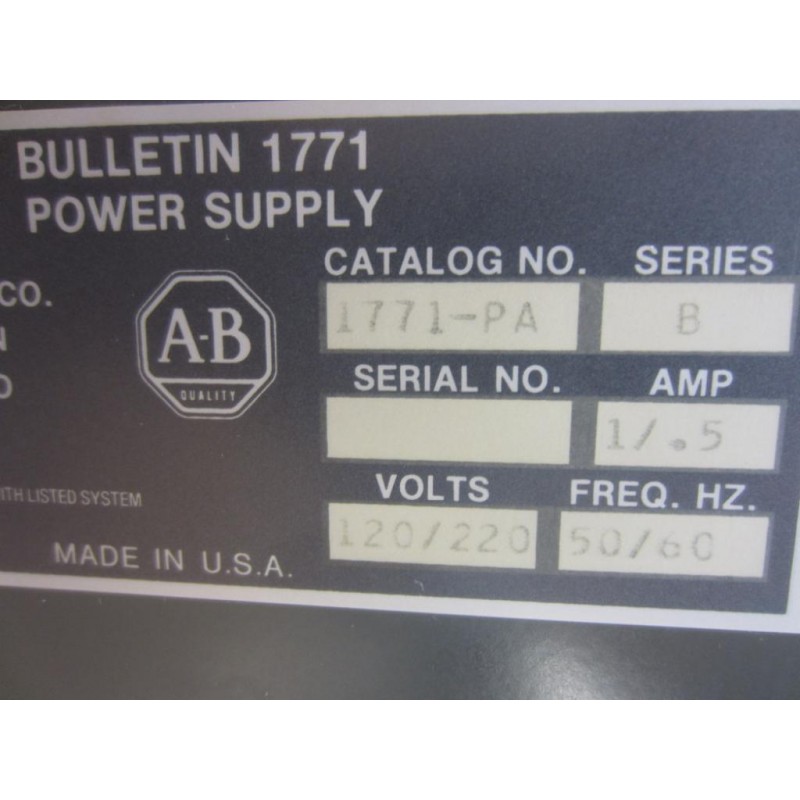 BULLETIN 1771
POWER SUPPLY
CO.
A-B
QUALITY
CATALOG NO. SERIES
1771-PA B
SERIAL NO. AMP
1/.5
LISTED SYSTEM
VOLTS FREQ. HZ.
120/220 50/60
MADE IN U.S.A.